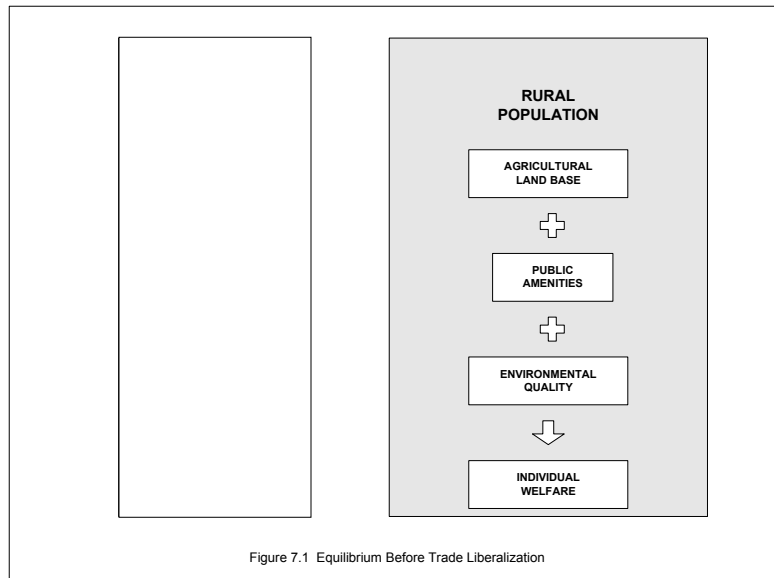 RURAL
POPULATION
AGRICULTURAL
LAND BASE
PUBLIC
AMENITIES
ENVIRONMENTAL
QUALITY
INDIVIDUAL
WELFARE
Figure 7.1 Equilibrium Before Trade Liberalization